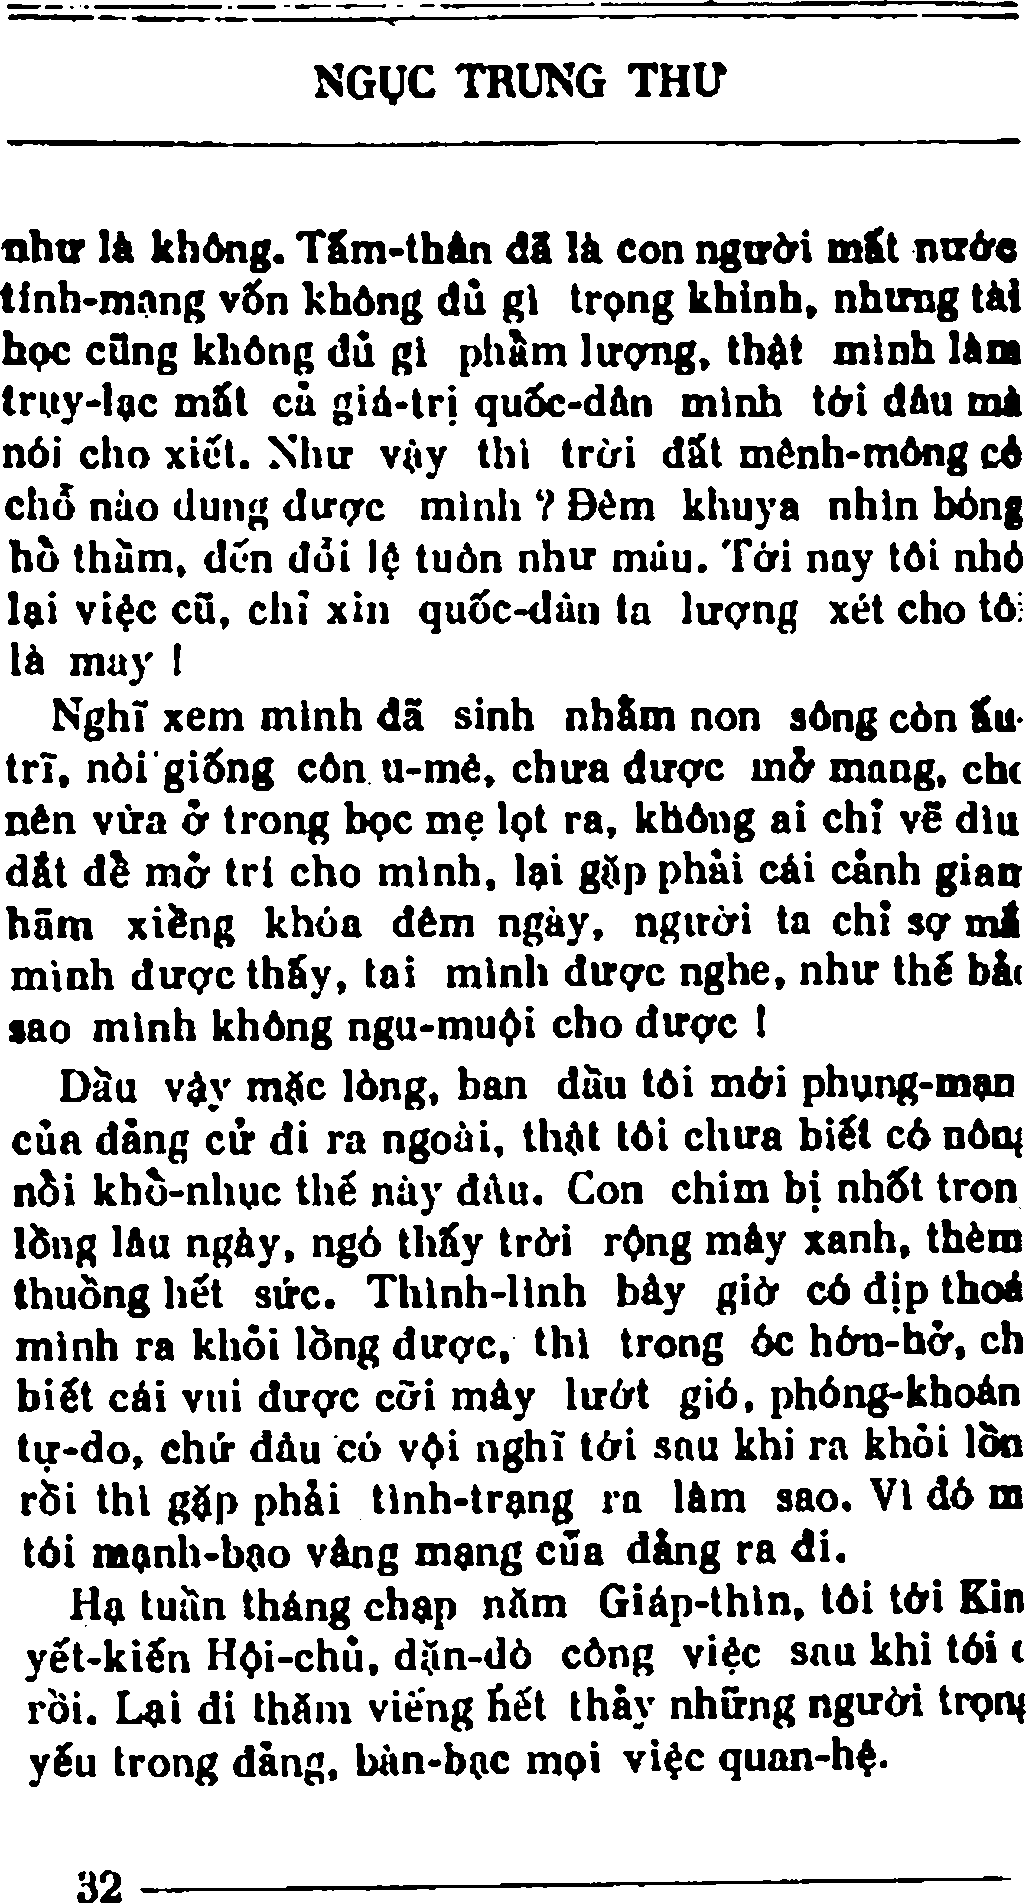 NGỤC TRUNG THƯ
như là không. Tấm-thân đã là con người mất nước
tính-mạng vốn không đủ gì trọng khinh, nhưng tài
học cũng không đủ gì phẩm lượng, thật mình làm
truỵ-lạc mất cả giá-trị quốc-dân mình tới đâu mà
nói cho xiết. Như vậy thì trời đất mênh-mông có
chỗ nào dung được mình ? Đêm khuya nhìn bóng
hồ thầm, đến đỗi lệ tuôn như máu. Tới nay tôi nhớ
lại việc cũ, chỉ xin quốc-dân ta lượng xét cho tôi
là may !
Nghĩ xem mình đã sinh nhằm non sông còn ấu-
trĩ, nòi giống còn u-mê, chưa được mở mang, cho
nên vừa ở trong bọc mẹ lọt ra, không ai chỉ vẽ dìu
dắt để mở trí cho mình, lại gặp phải cái cảnh giam
hãm xiềng khóa đêm ngày, người ta chỉ sợ mắ
mình được thấy, tai mình được nghe, như thế bảo
sao mình không ngu-muội cho được !
Dầu vậy mặc lòng, ban đầu tôi mới phụng-mạn
của đảng cử đi ra ngoài, thật tôi chưa biết có nông
nỗi khổ-nhục thế này đâu. Con chim bị nhốt tron
lồng lâu ngày, ngó thấy trời rộng mây xanh, thèm
thuồng hết sức. Thình-lình bây giờ có dịp thoá
mình ra khỏi lồng được, thì trong óc hớn-hở, ch
biết cái vui được cỡi mây lướt gió, phóng-khoán
tự-do, chứ đâu có vội nghĩ tới sau khi ra khỏi lồn
rồi thì gặp phải tình-trạng ra làm sao. Vì đó m
tôi mạnh-bạo vâng mạng của đảng ra đi.
Hạ tuần tháng chạp năm Giáp-thìn, tôi tới Kin
yết-kiến Hội-chủ, dặn-dò công việc sau khi tôi đ
rồi. Lại đi thăm viếng hết thảy những người trọng
yếu trong đảng, bàn-bạc mọi việc quan-hệ.
32